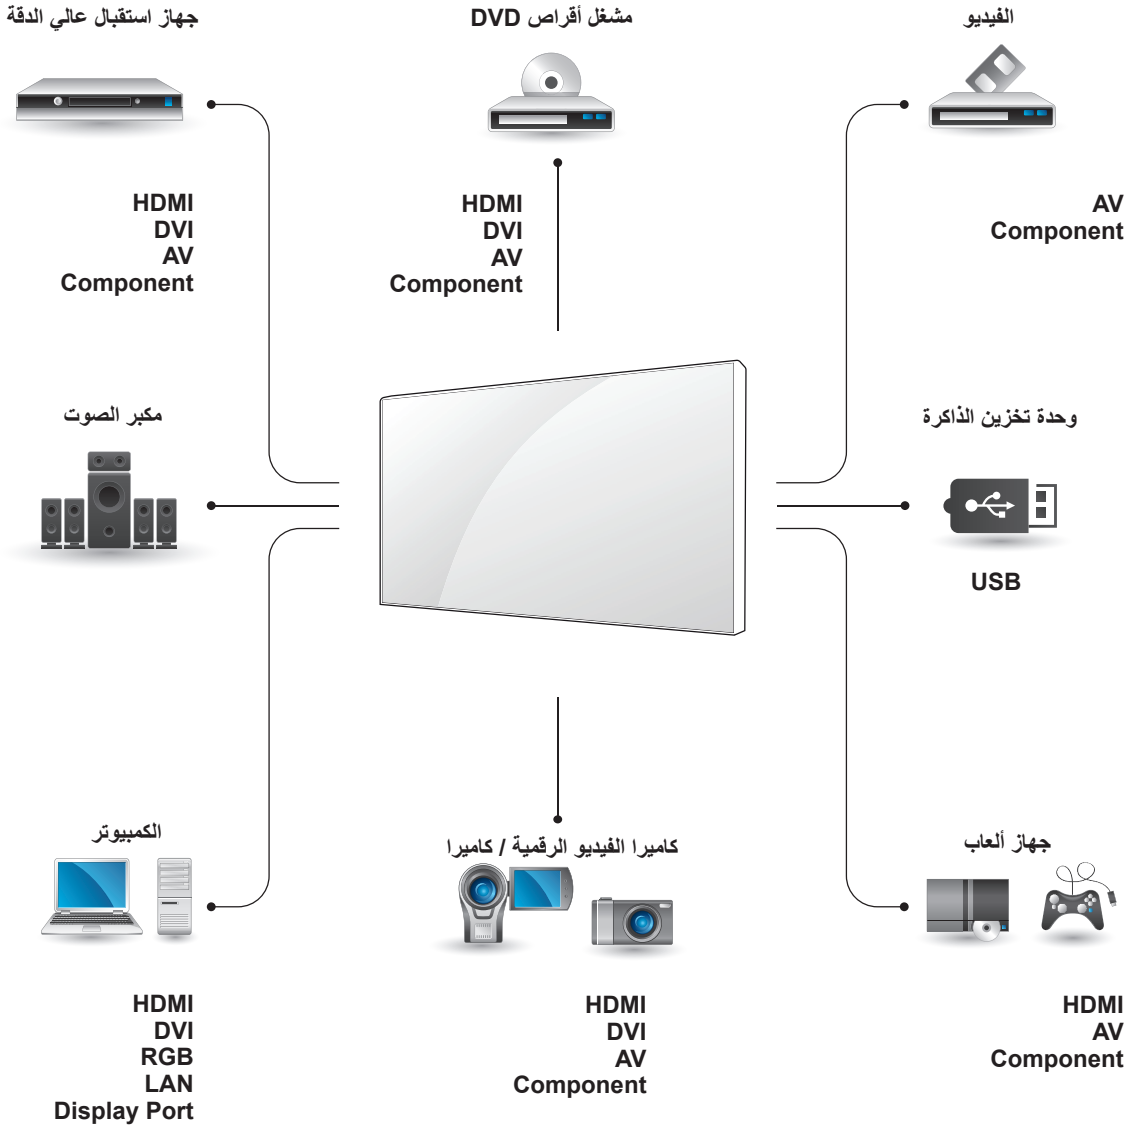 الفيديو
AV
Component
مشغل أقراص DVD
HDMI
DVI
AV
Component
جهاز استقبال عالي الدقة
HDMI
DVI
AV
Component
وحدة تخزين الذاكرة
USB
مكبر الصوت
جهاز ألعاب
HDMI
AV
Component
كاميرا الفيديو الرقمية / كاميرا
HDMI
DVI
AV
Component
الكمبيوتر
HDMI
DVI
RGB
LAN
Display Port